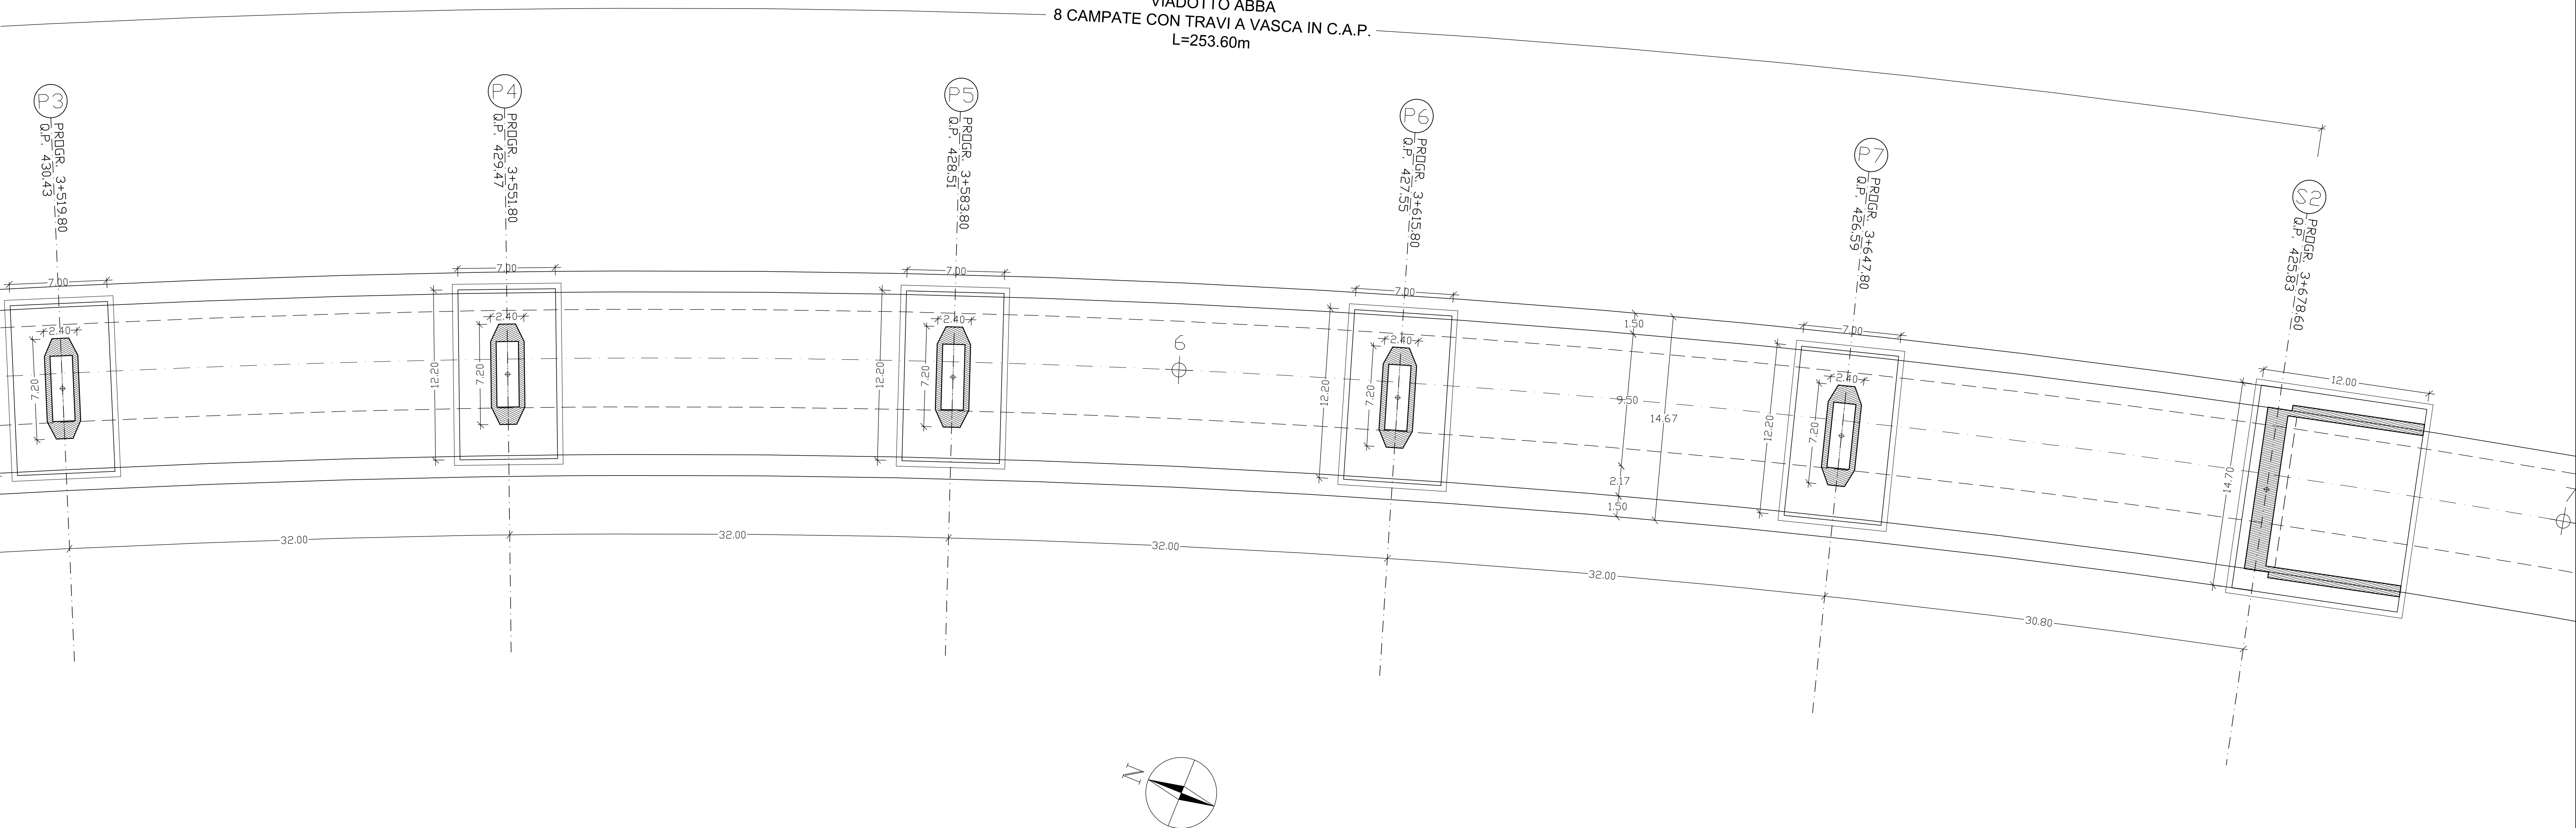 VIADOTTO ABBA
8 CAMPATE CON TRAVI A VASCA IN C.A.P.
L=253.60m
P3
PROGR. 3+519.80
Q.P. 430.43
P4
PROGR. 3+551.80
Q.P. 429.47
P5
PROGR. 3+583.80
Q.P. 428.51
P6
PROGR. 3+615.80
Q.P. 427.55
P7
PROGR. 3+647.80
Q.P. 426.59
S2
PROGR. 3+678.60
Q.P. 425.83
7.00
2.40
7.20
7.00
12.20
2.40
7.20
7.00
12.20
2.40
7.20
6
7.00
12.20
2.40
7.20
1.50
9.50
14.67
2.17
1.50
7.00
12.20
2.40
7.20
12.00
14.70
7
32.00
32.00
32.00
32.00
30.80
N